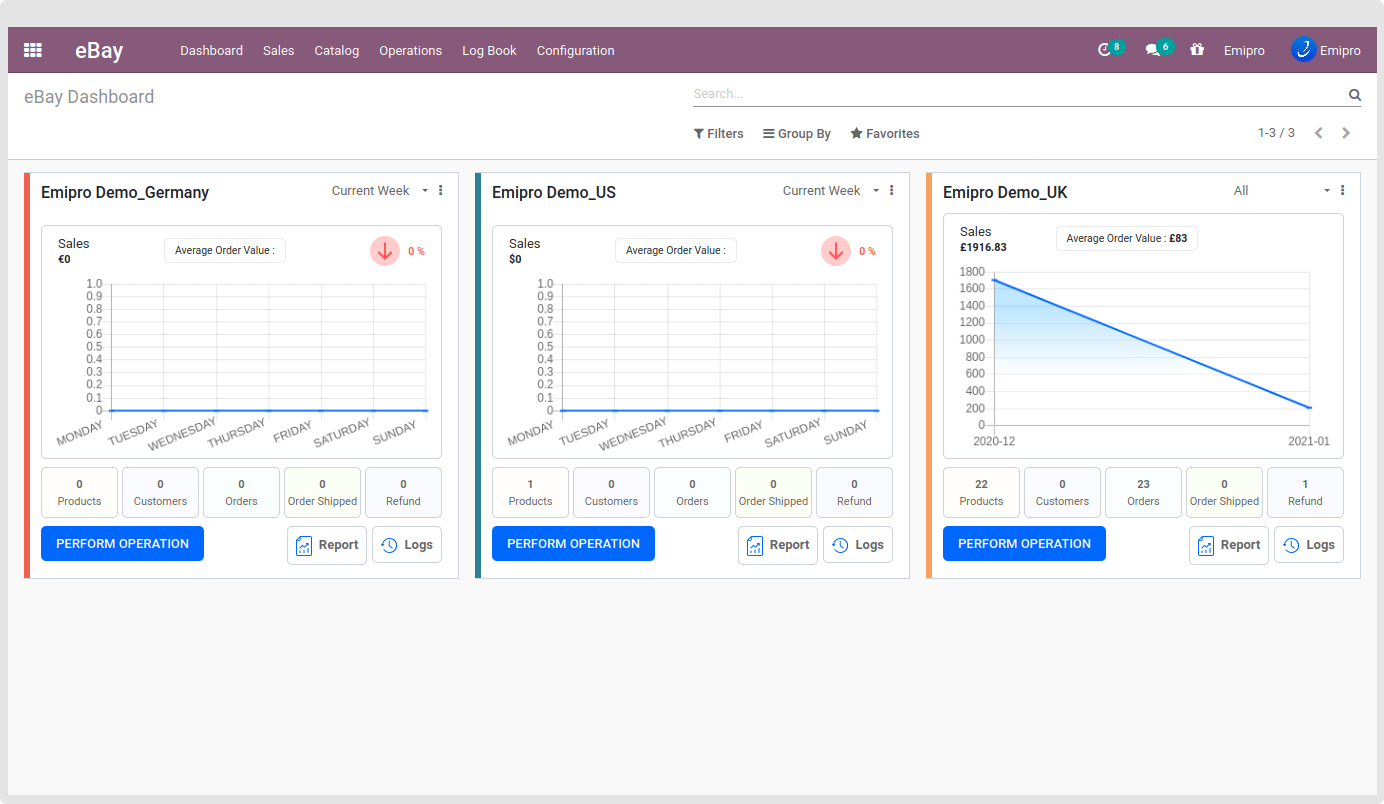 eBay Dashboard Sales Catalog Operations Log Book Configuration 8 6 Emipro Emipro
eBay Dashboard
Search...
Filters Group By Favorites 1-3 / 3
Emipro Demo_Germany Current Week
Sales
€0
Average Order Value :
0 %
1.0
0.9
0.8
0.7
0.6
0.5
0.4
0.3
0.2
0.1
0
MONDAY TUESDAY WEDNESDAY THURSDAY FRIDAY SATURDAY SUNDAY
0 0 0 0 0
Products Customers Orders Order Shipped Refund
PERFORM OPERATION Report Logs
Emipro Demo_US Current Week
Sales
$0
Average Order Value :
0 %
1.0
0.9
0.8
0.7
0.6
0.5
0.4
0.3
0.2
0.1
0
MONDAY TUESDAY WEDNESDAY THURSDAY FRIDAY SATURDAY SUNDAY
1 0 0 0 0
Products Customers Orders Order Shipped Refund
PERFORM OPERATION Report Logs
Emipro Demo_UK All
Sales
£1916.83
Average Order Value : £83
1800
1600
1400
1200
1000
800
600
400
200
0
2020-12 2021-01
22 0 23 0 1
Products Customers Orders Order Shipped Refund
PERFORM OPERATION Report Logs